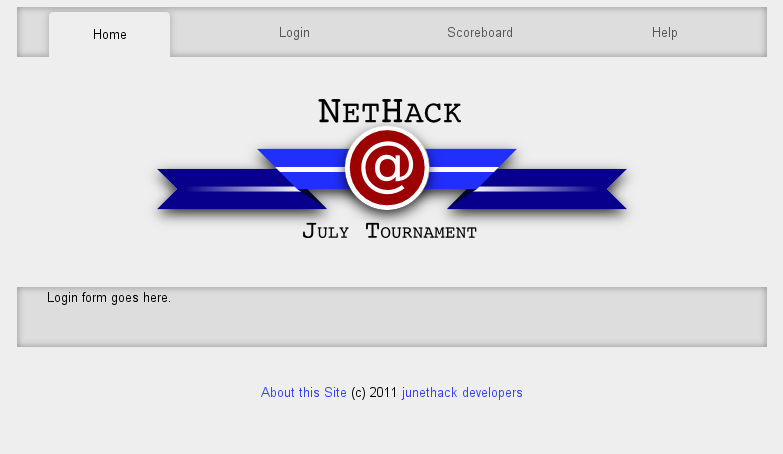 Home Login Scoreboard Help
NETHACK
@
JULY TOURNAMENT
Login form goes here.
About this Site (c) 2011 junethack developers